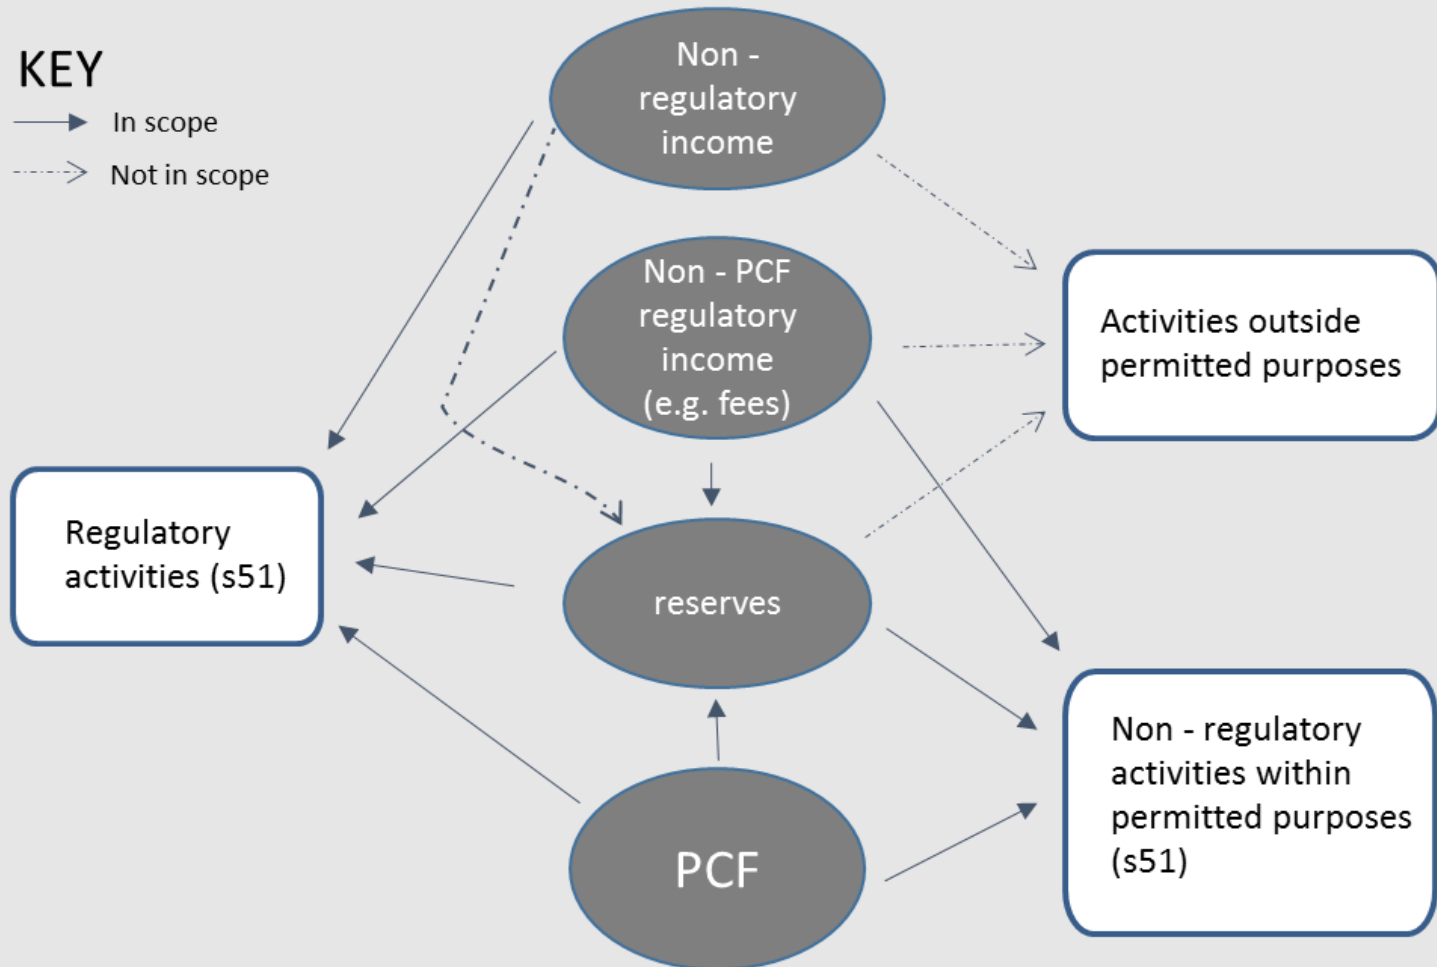 KEY
In scope
Not in scope
Non -
regulatory
income
Non - PCF
regulatory
income
(e.g. fees)
Activities outside
permitted purposes
Regulatory
activities (s51)
reserves
Non - regulatory
activities within
permitted purposes
(s51)
PCF